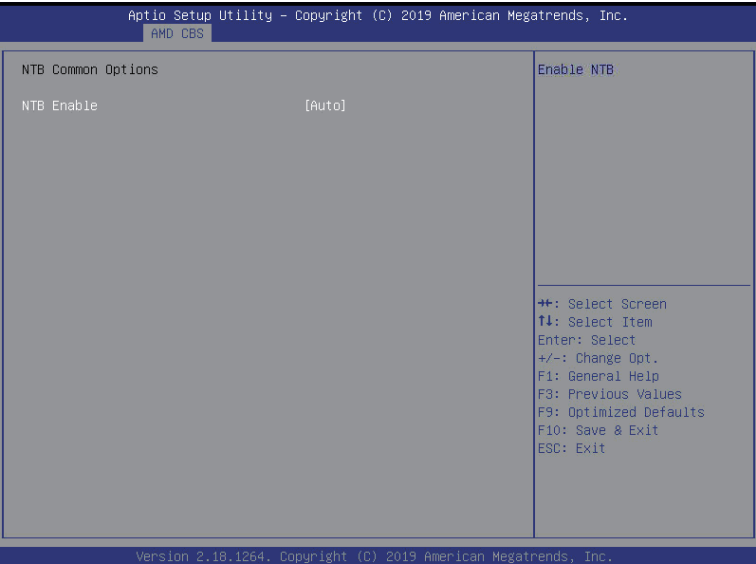 Aptio Setup Utility – Copyright (C) 2019 American Megatrends, Inc.
AMD CBS
NTB Common Options
NTB Enable [Auto]
Enable NTB
→←: Select Screen
↑↓: Select Item
Enter: Select
+/-: Change Opt.
F1: General Help
F3: Previous Values
F9: Optimized Defaults
F10: Save & Exit
ESC: Exit
Version 2.18.1264. Copyright (C) 2019 American Megatrends, Inc.